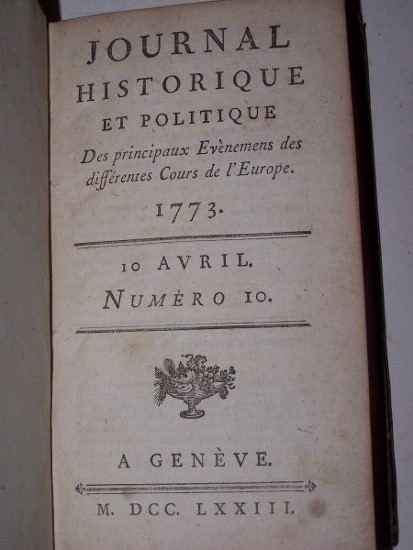 JOURNAL
HISTORIQUE
ET POLITIQUE
Des principaux Evènemens des
différentes Cours de l'Europe.
1773.
10 AVRIL.
NUMÉRO 10.
A GENÈVE.
M. DCC. LXXIII.